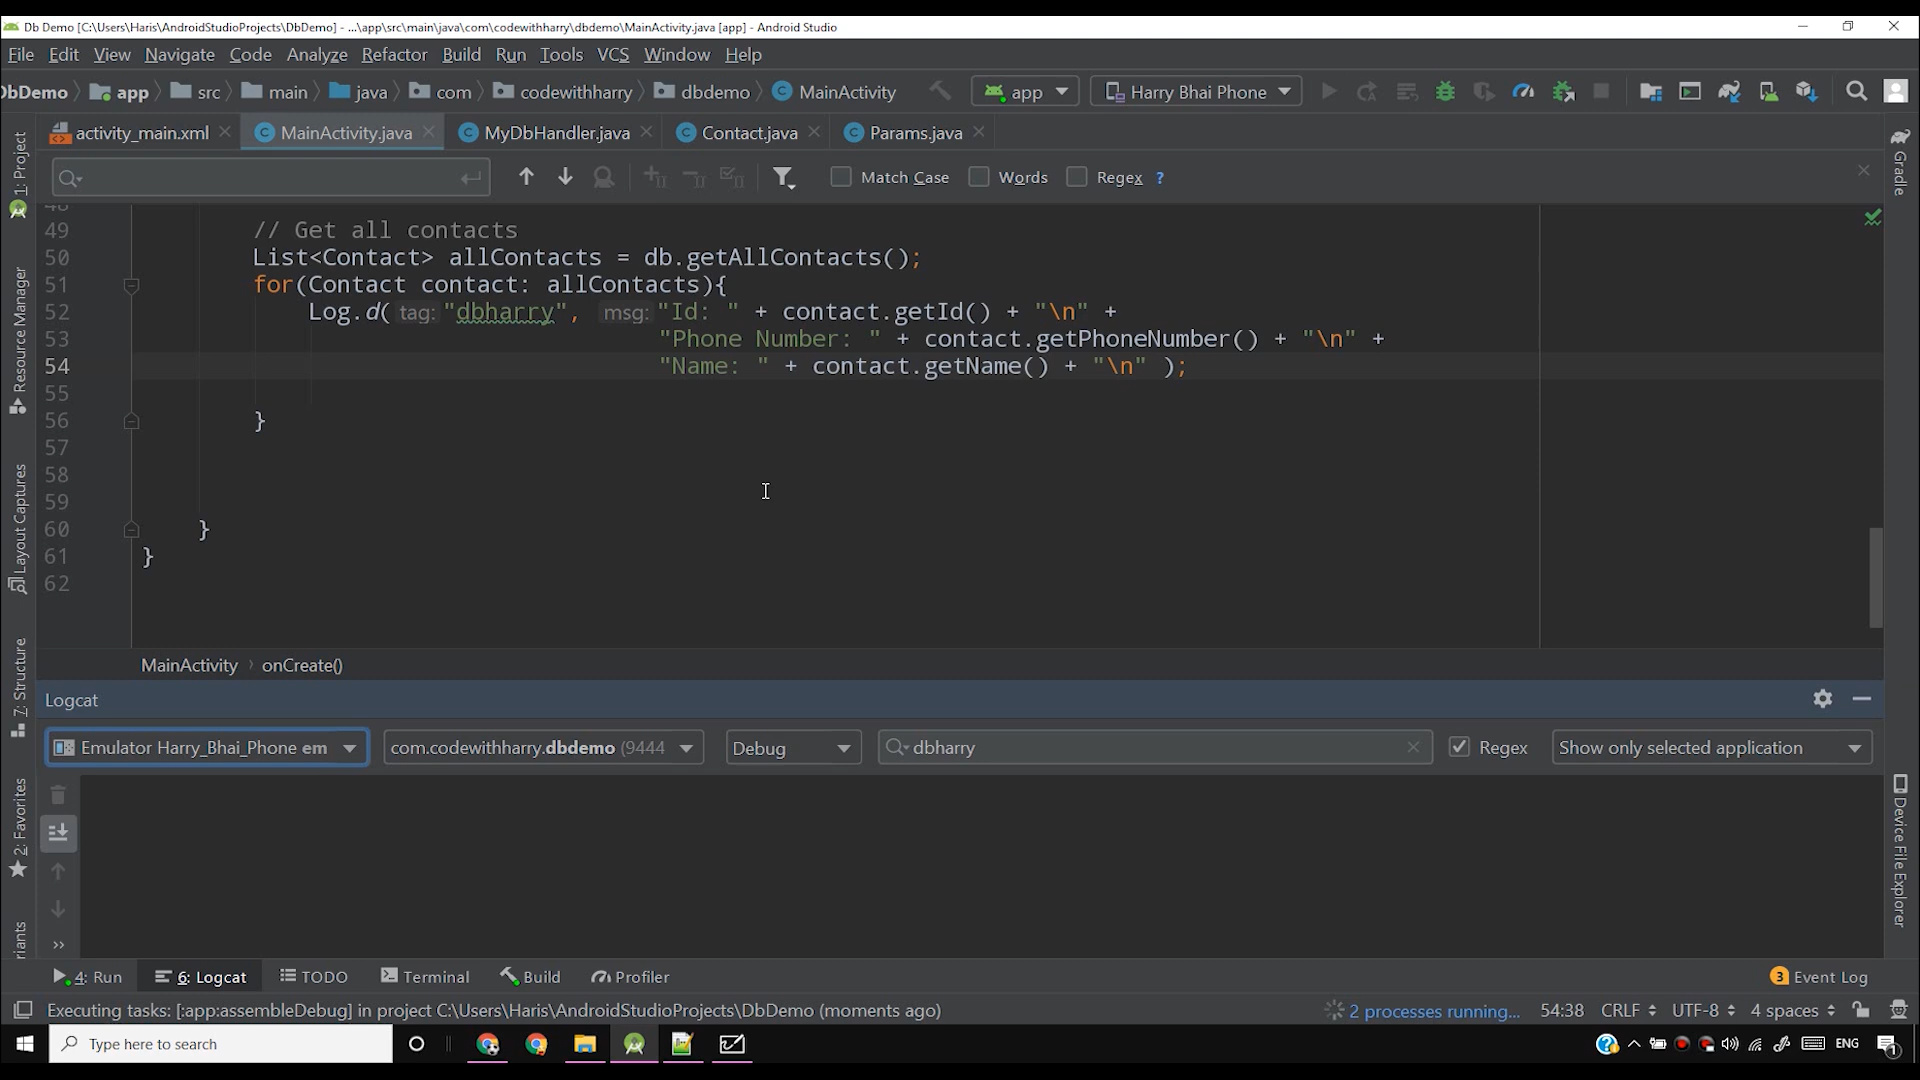 Db Demo [C:\Users\Haris\AndroidStudioProjects\DbDemo] - ...\app\src\main\java\com\codewithharry\dbdemo\MainActivity.java [app] - Android Studio
File Edit View Navigate Code Analyze Refactor Build Run Tools VCS Window Help
DbDemo app src main java com codewithharry dbdemo MainActivity app Harry Bhai Phone
activity_main.xml MainActivity.java MyDbHandler.java Contact.java Params.java
Match Case Words Regex ?
48
49 // Get all contacts
50 List<Contact> allContacts = db.getAllContacts();
51 for(Contact contact: allContacts){
52 Log.d( tag: "dbharry", msg: "Id: " + contact.getId() + "\n" +
53 "Phone Number: " + contact.getPhoneNumber() + "\n" +
54 "Name: " + contact.getName() + "\n" );
55
56 }
57
58
59
60 }
61 }
62
MainActivity › onCreate()
Logcat
Emulator Harry_Bhai_Phone em com.codewithharry.dbdemo (9444 Debug dbharry Regex Show only selected application
1: Project
Resource Manager
Layout Captures
7: Structure
2: Favorites
riants
Gradle
Device File Explorer
4: Run 6: Logcat TODO Terminal Build Profiler 3 Event Log
Executing tasks: [:app:assembleDebug] in project C:\Users\Haris\AndroidStudioProjects\DbDemo (moments ago) 2 processes running... 54:38 CRLF UTF-8 4 spaces
Type here to search ENG 1